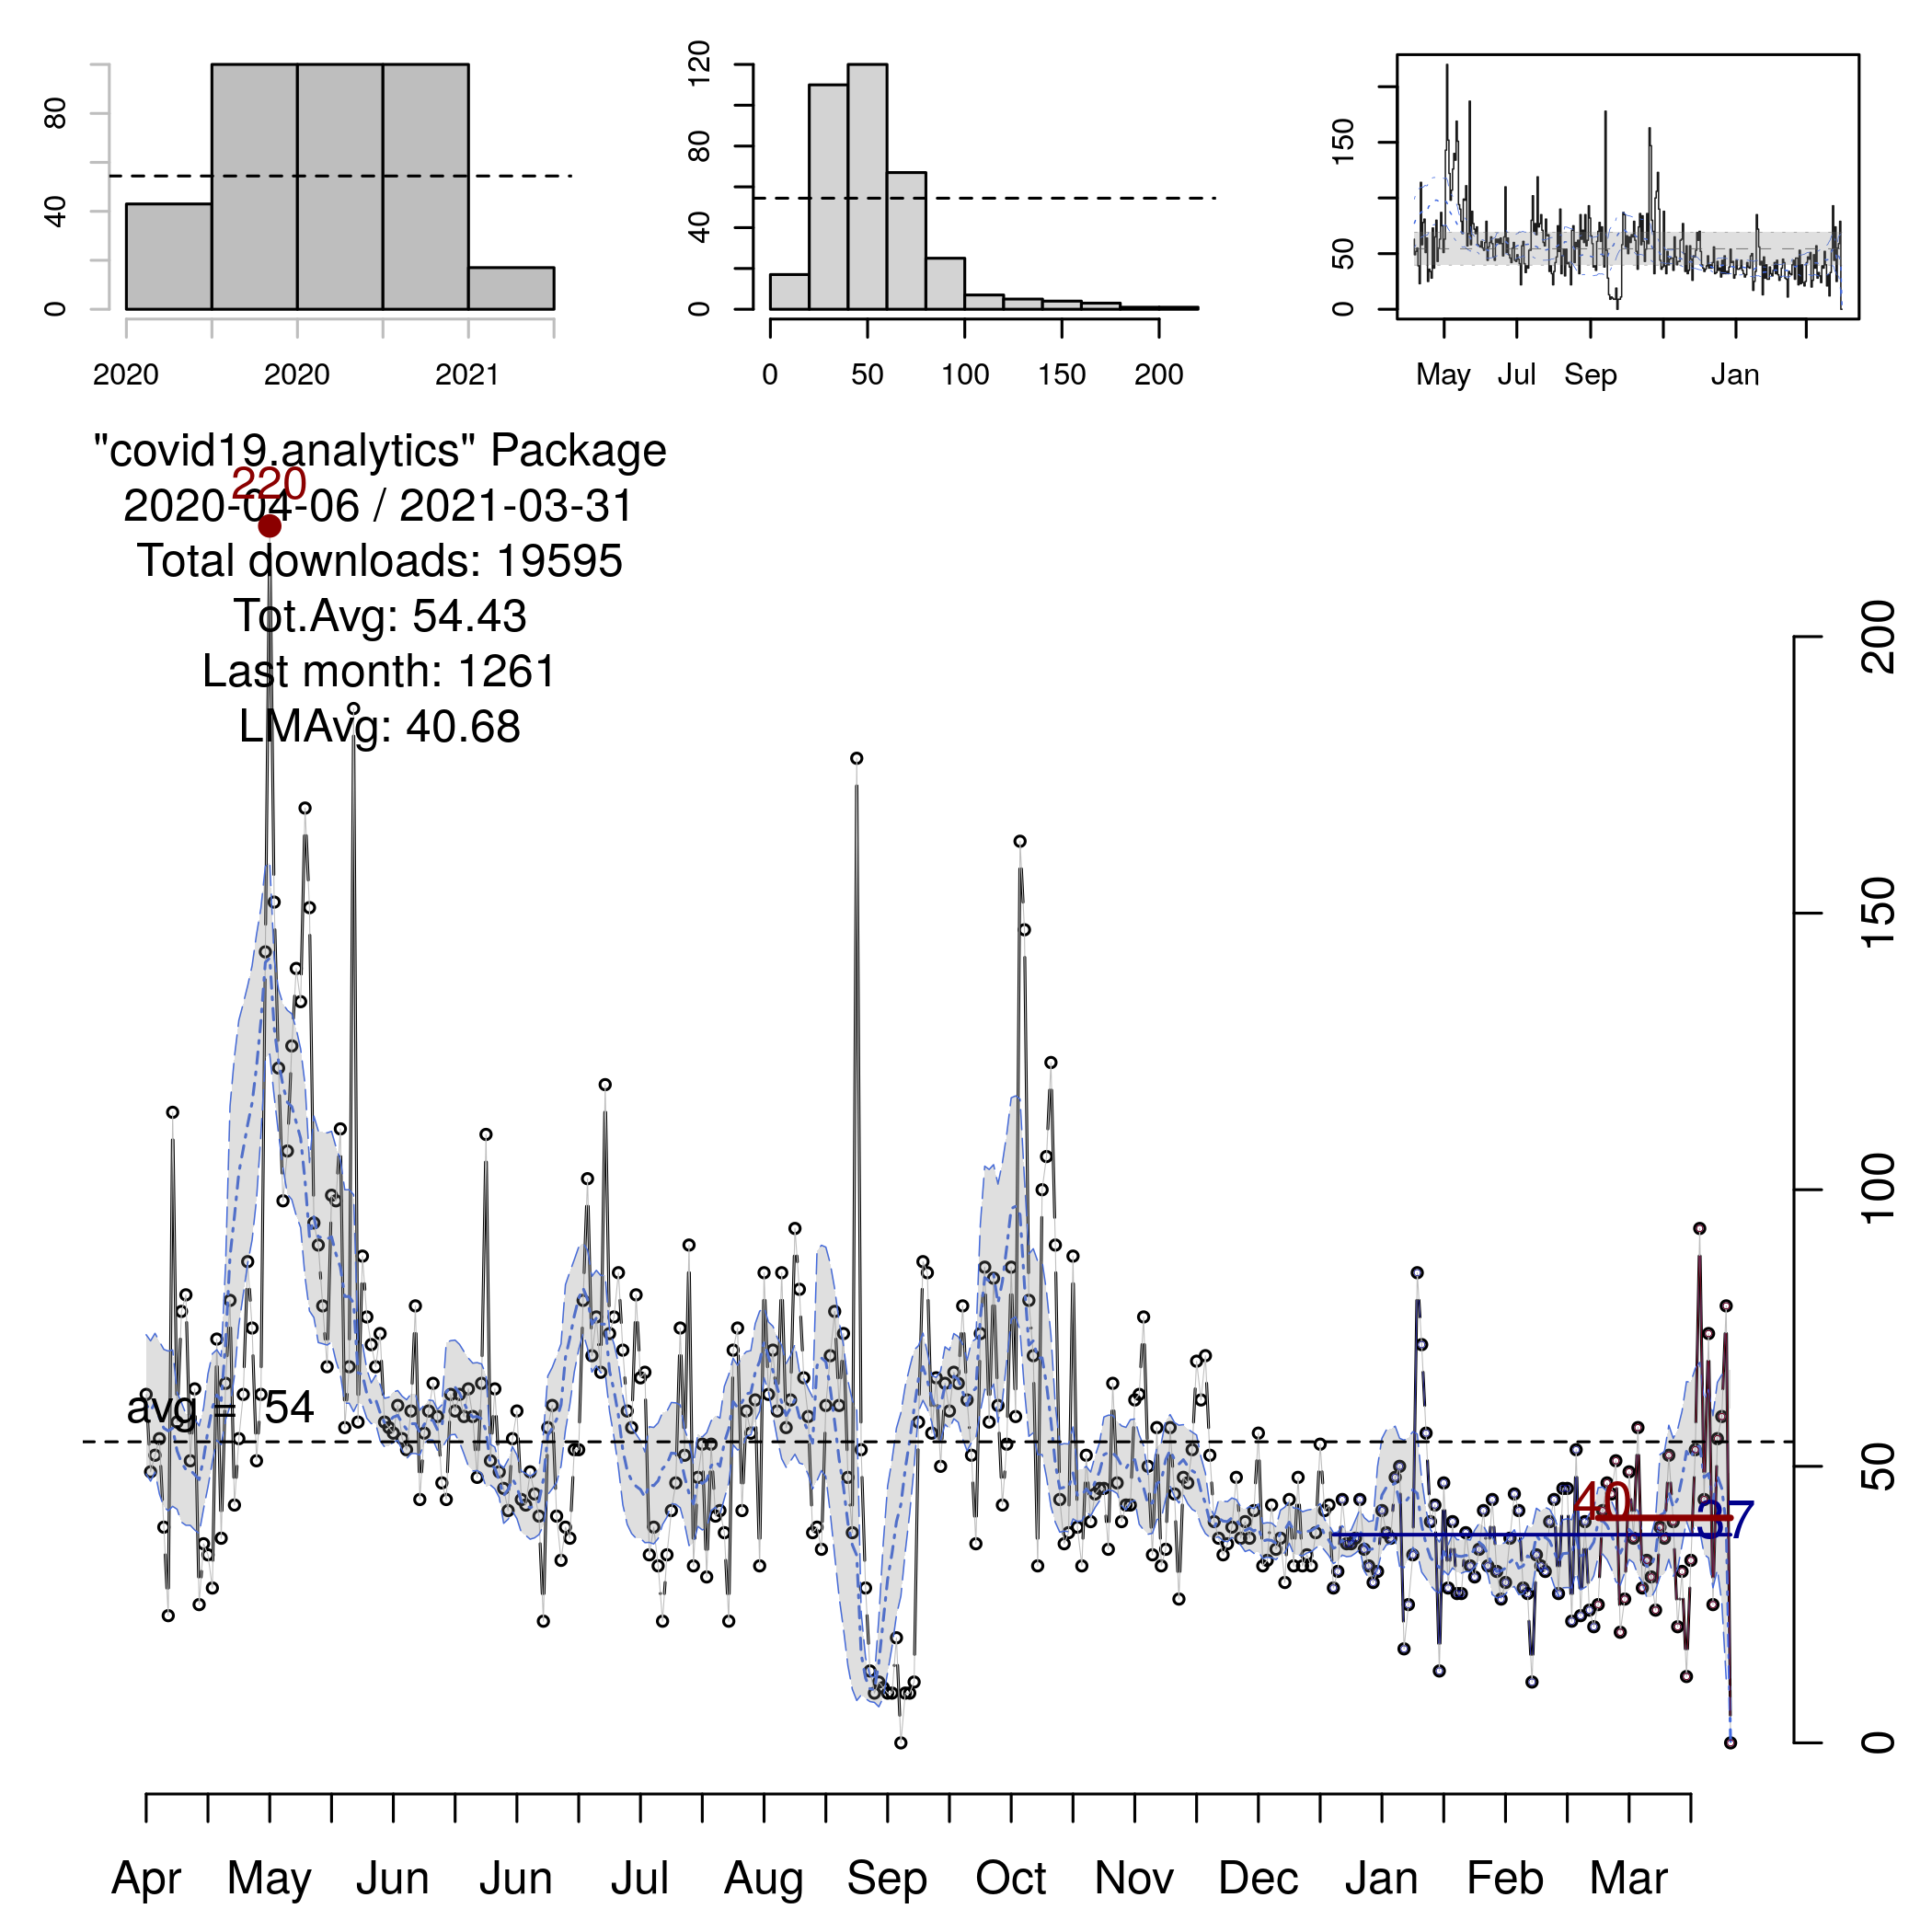 0 40 80
2020 2020 2021
0 40 80 120
0 50 100 150 200
0 50 150
May Jul Sep Jan
"covid19.analytics" Package
220
2020-04-06 / 2021-03-31
Total downloads: 19595
Tot.Avg: 54.43
Last month: 1261
LMAvg: 40.68
avg = 54
40
37
0 50 100 150 200
Apr May Jun Jun Jul Aug Sep Oct Nov Dec Jan Feb Mar